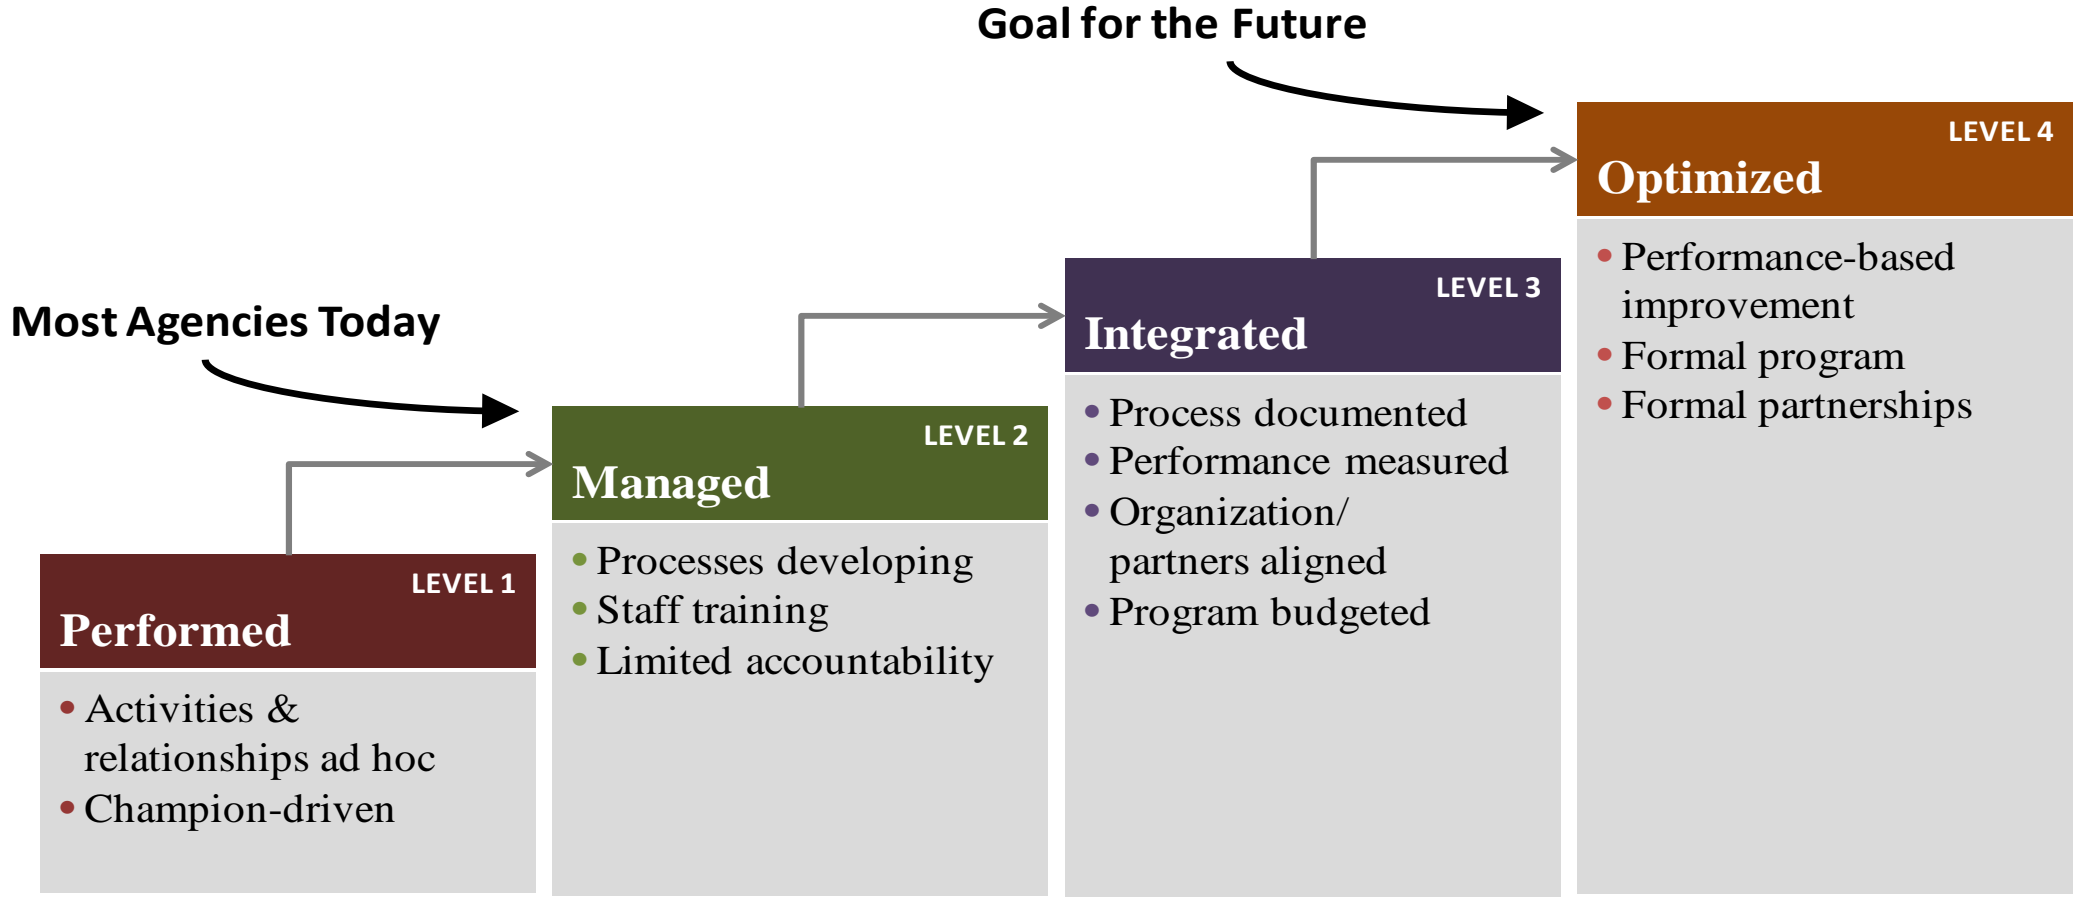 Goal for the Future
Most Agencies Today
LEVEL 1
Performed
• Activities &
relationships ad hoc
• Champion-driven
LEVEL 2
Managed
• Processes developing
• Staff training
• Limited accountability
LEVEL 3
Integrated
• Process documented
• Performance measured
• Organization/
partners aligned
• Program budgeted
LEVEL 4
Optimized
• Performance-based
improvement
• Formal program
• Formal partnerships